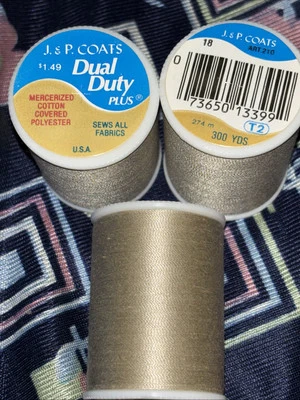 J. & P. COATS
$1.49
Dual
Duty
PLUS®
MERCERIZED
COTTON
COVERED
POLYESTER
SEWS ALL
FABRICS
U.S.A.
J. & P. COATS
ART. 210
18
0
73650 13399
274 m
300 YDS
T2